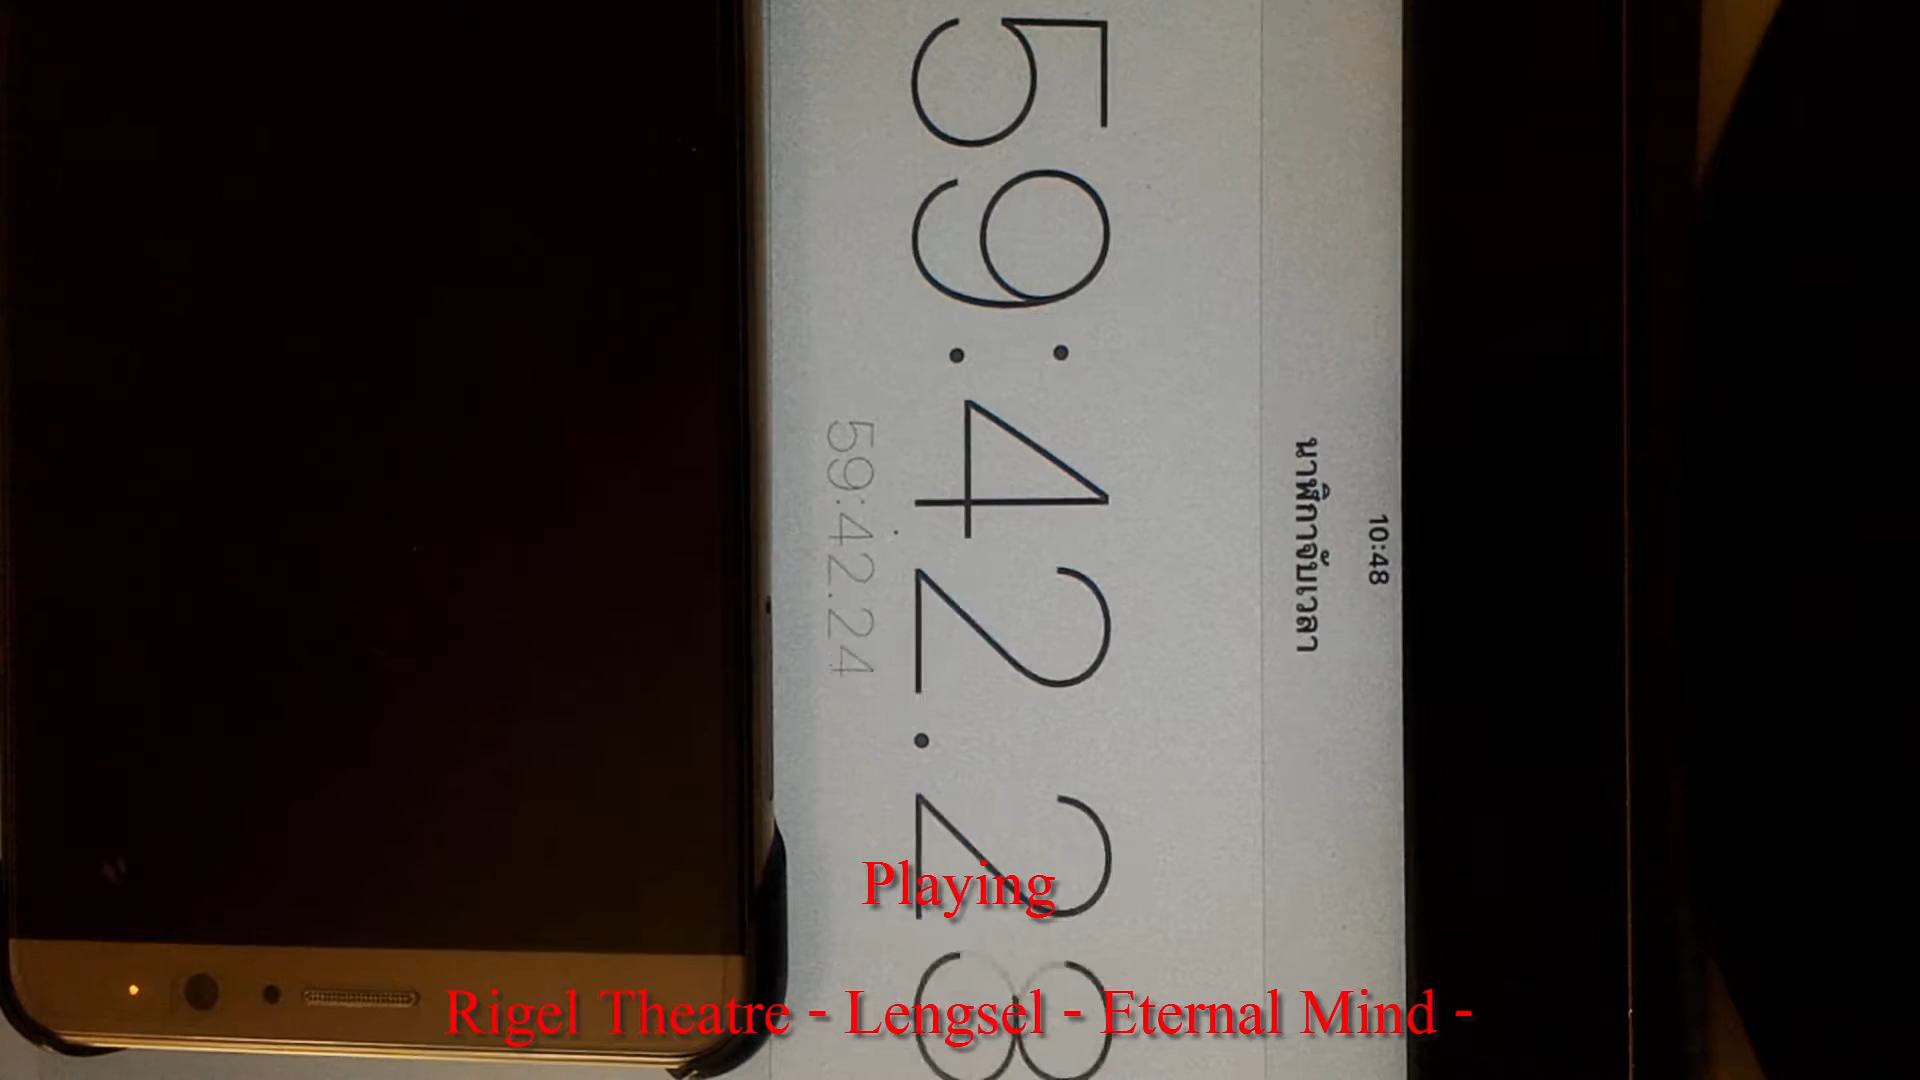 10:48
นาฬิกาจับเวลา
59:42.23
59:42.24
Playing
Rigel Theatre - Lengsel - Eternal Mind -